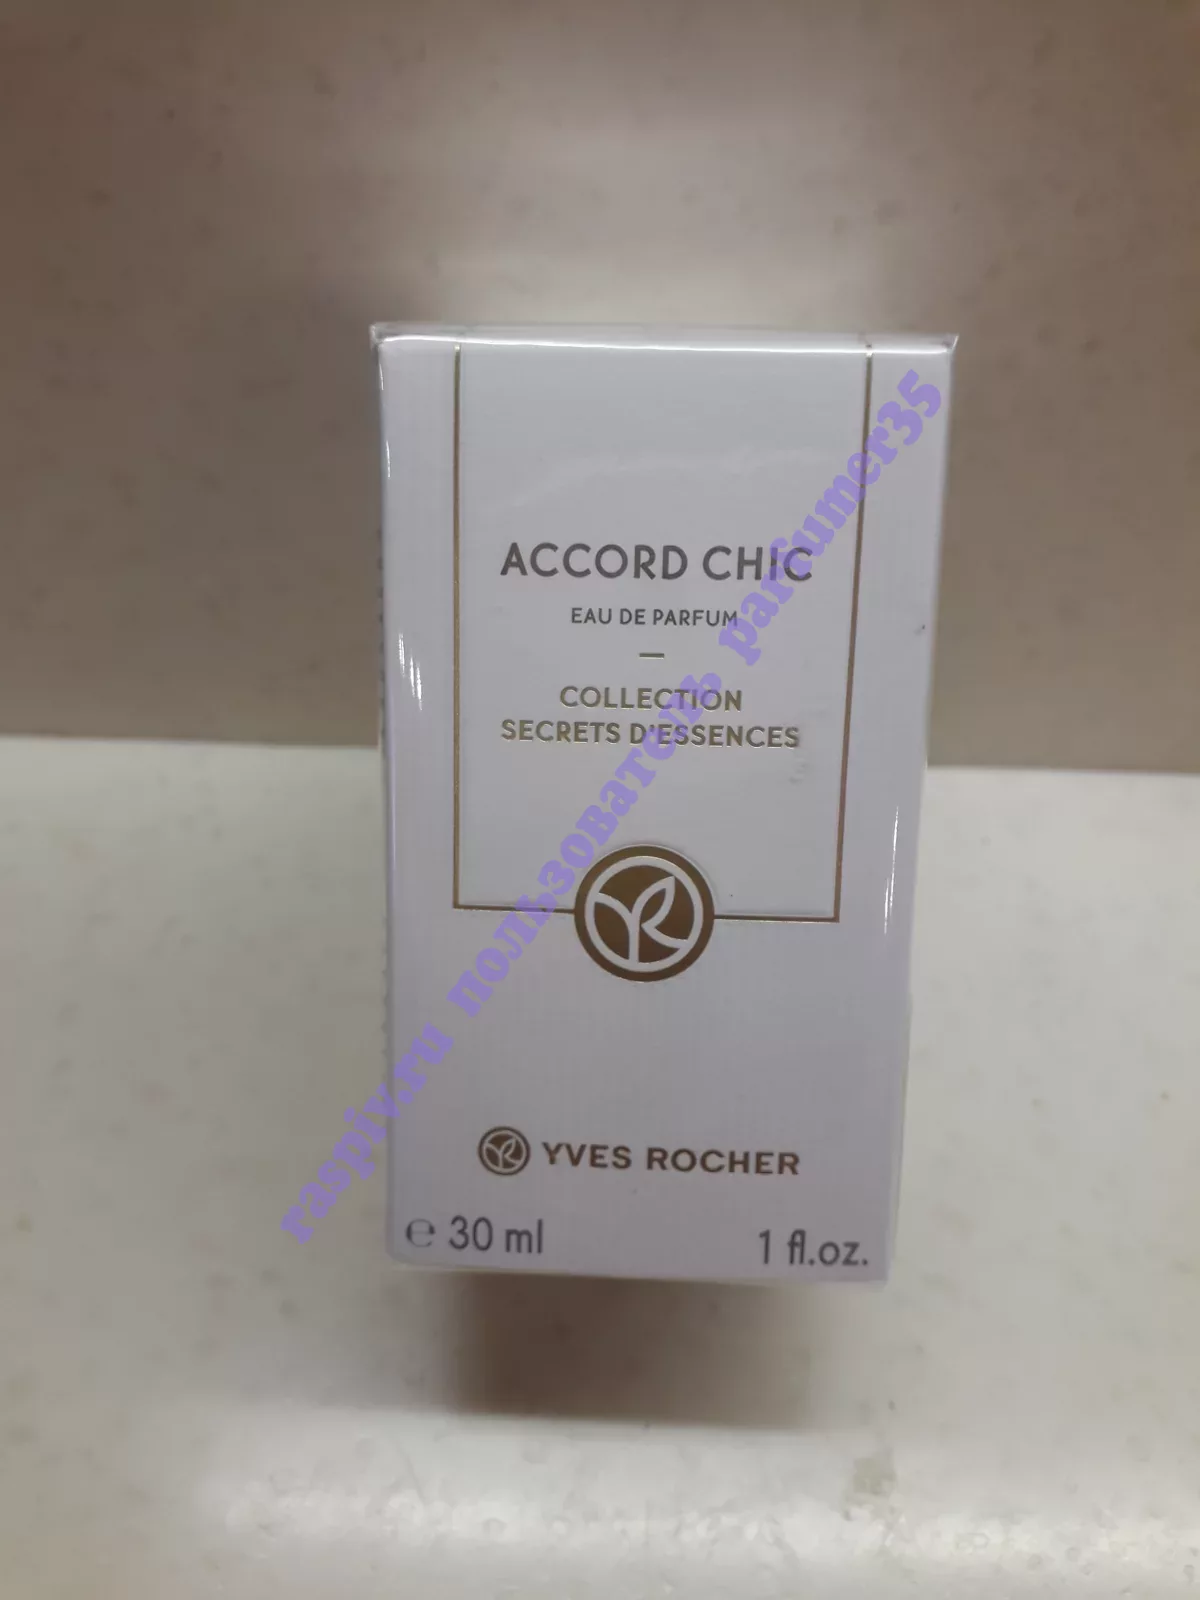 ACCORD CHIC
EAU DE PARFUM
COLLECTION
SECRETS D'ESSENCES
YVES ROCHER
℮ 30 ml
1 fl.oz.
raspiv.ru пользователь parfumer35